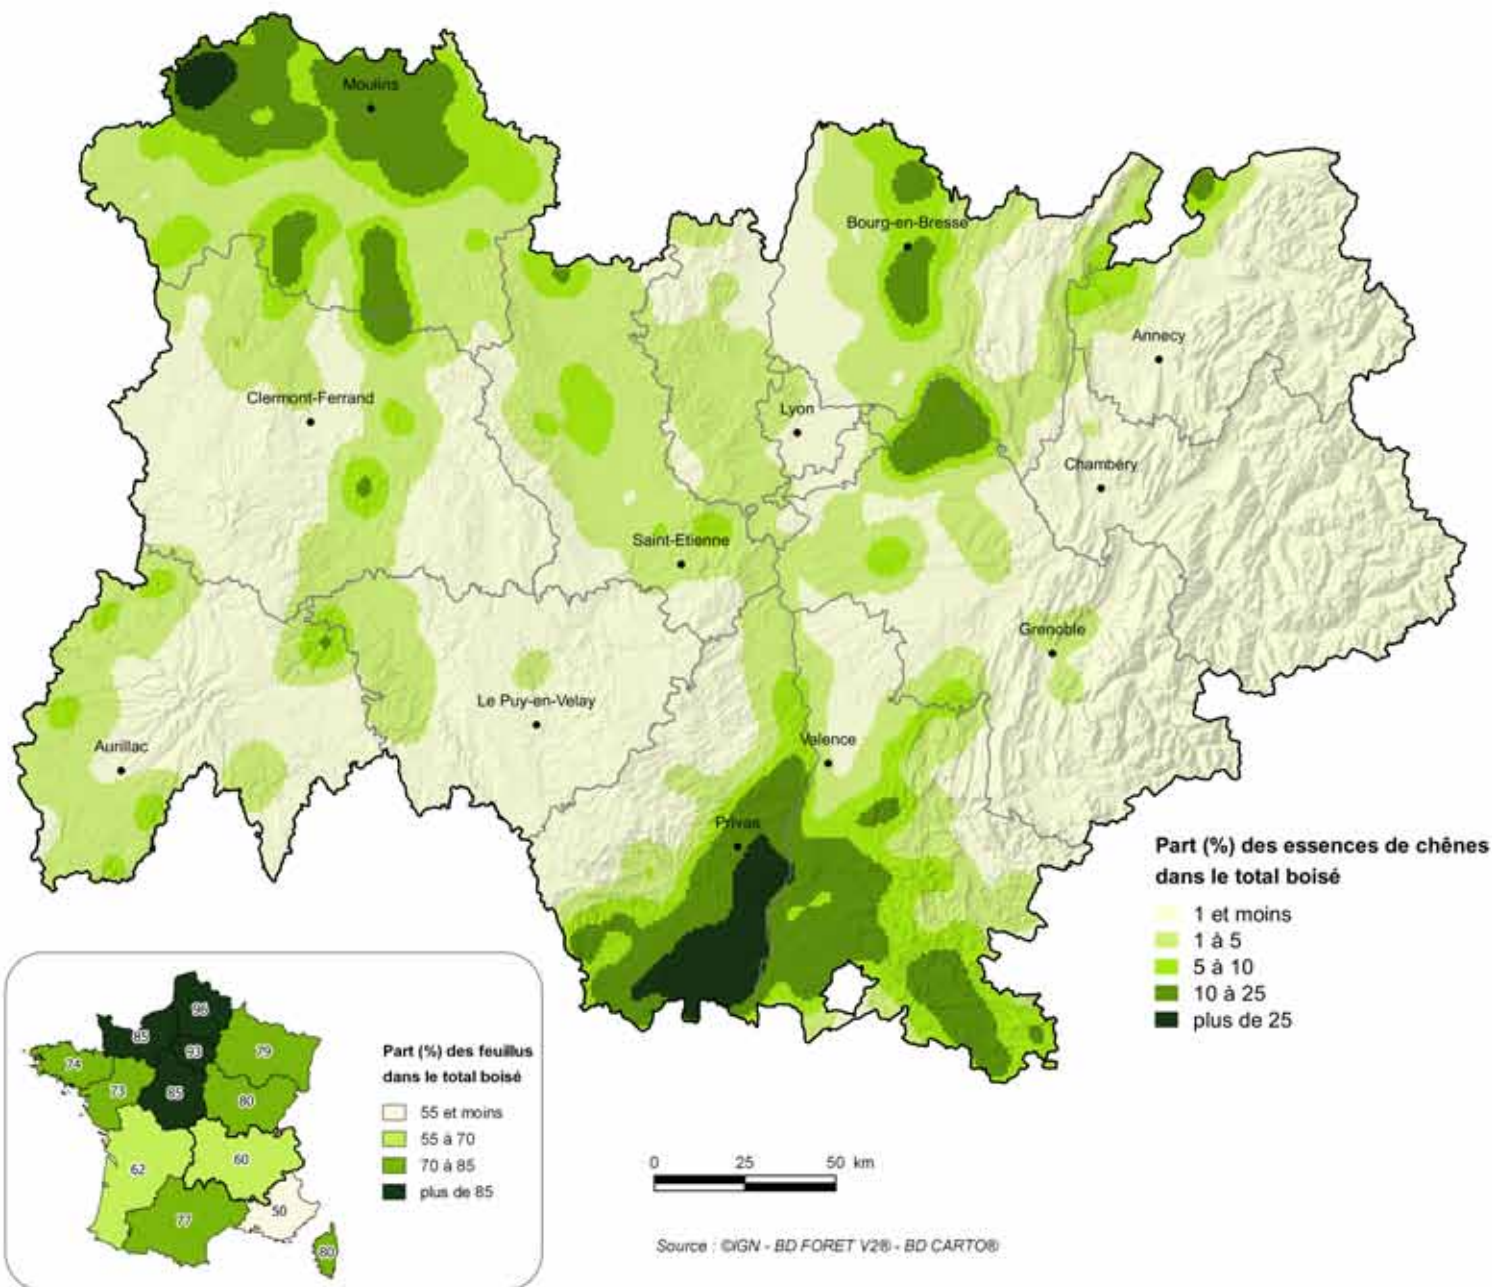 Moulins
Bourg-en-Bresse
Annecy
Clermont-Ferrand
Lyon
Chambéry
Saint-Etienne
Grenoble
Le Puy-en-Velay
Aurillac
Valence
Privas
Part (%) des essences de chênes
dans le total boisé
1 et moins
1 à 5
5 à 10
10 à 25
plus de 25
96
85
93
79
74
73
85
80
62
60
77
50
80
Part (%) des feuillus
dans le total boisé
55 et moins
55 à 70
70 à 85
plus de 85
0 25 50 km
Source : ©IGN - BD FORET V2® - BD CARTO®